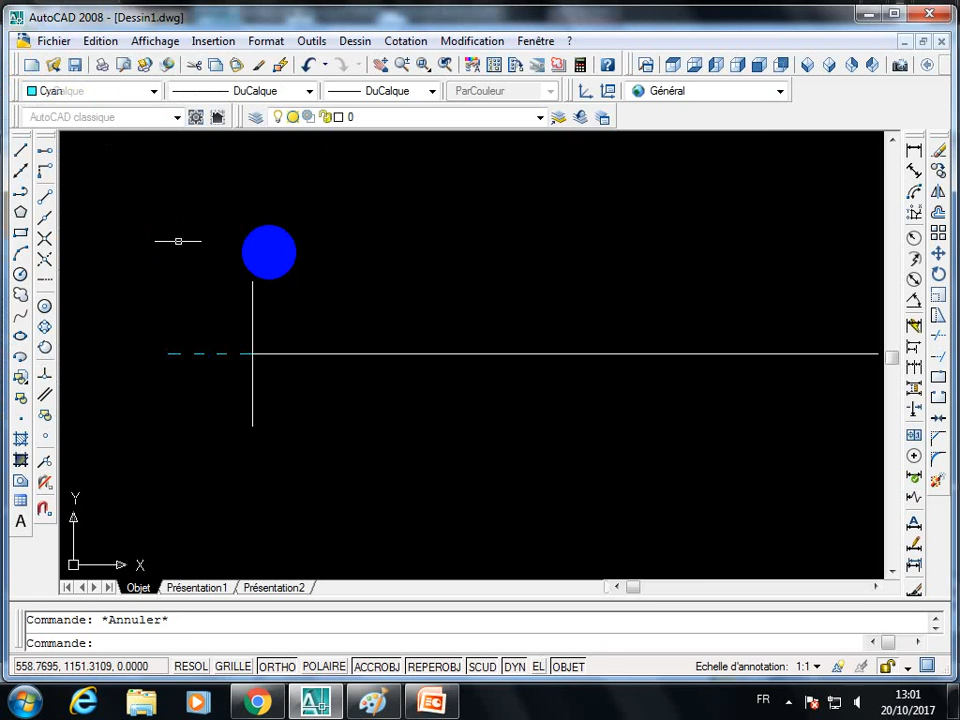 AutoCAD 2008 - [Dessin1.dwg]
Fichier Edition Affichage Insertion Format Outils Dessin Cotation Modification Fenêtre ?
Cyan DuCalque DuCalque ParCouleur Général
AutoCAD classique 0
Y
X
A
Objet Présentation1 Présentation2
Commande: *Annuler*
Commande:
558.7695, 1151.3109, 0.0000 RESOL GRILLE ORTHO POLAIRE ACCROBJ REPEROBJ SCUD DYN EL OBJET Echelle d'annotation: 1:1
FR 13:01
20/10/2017